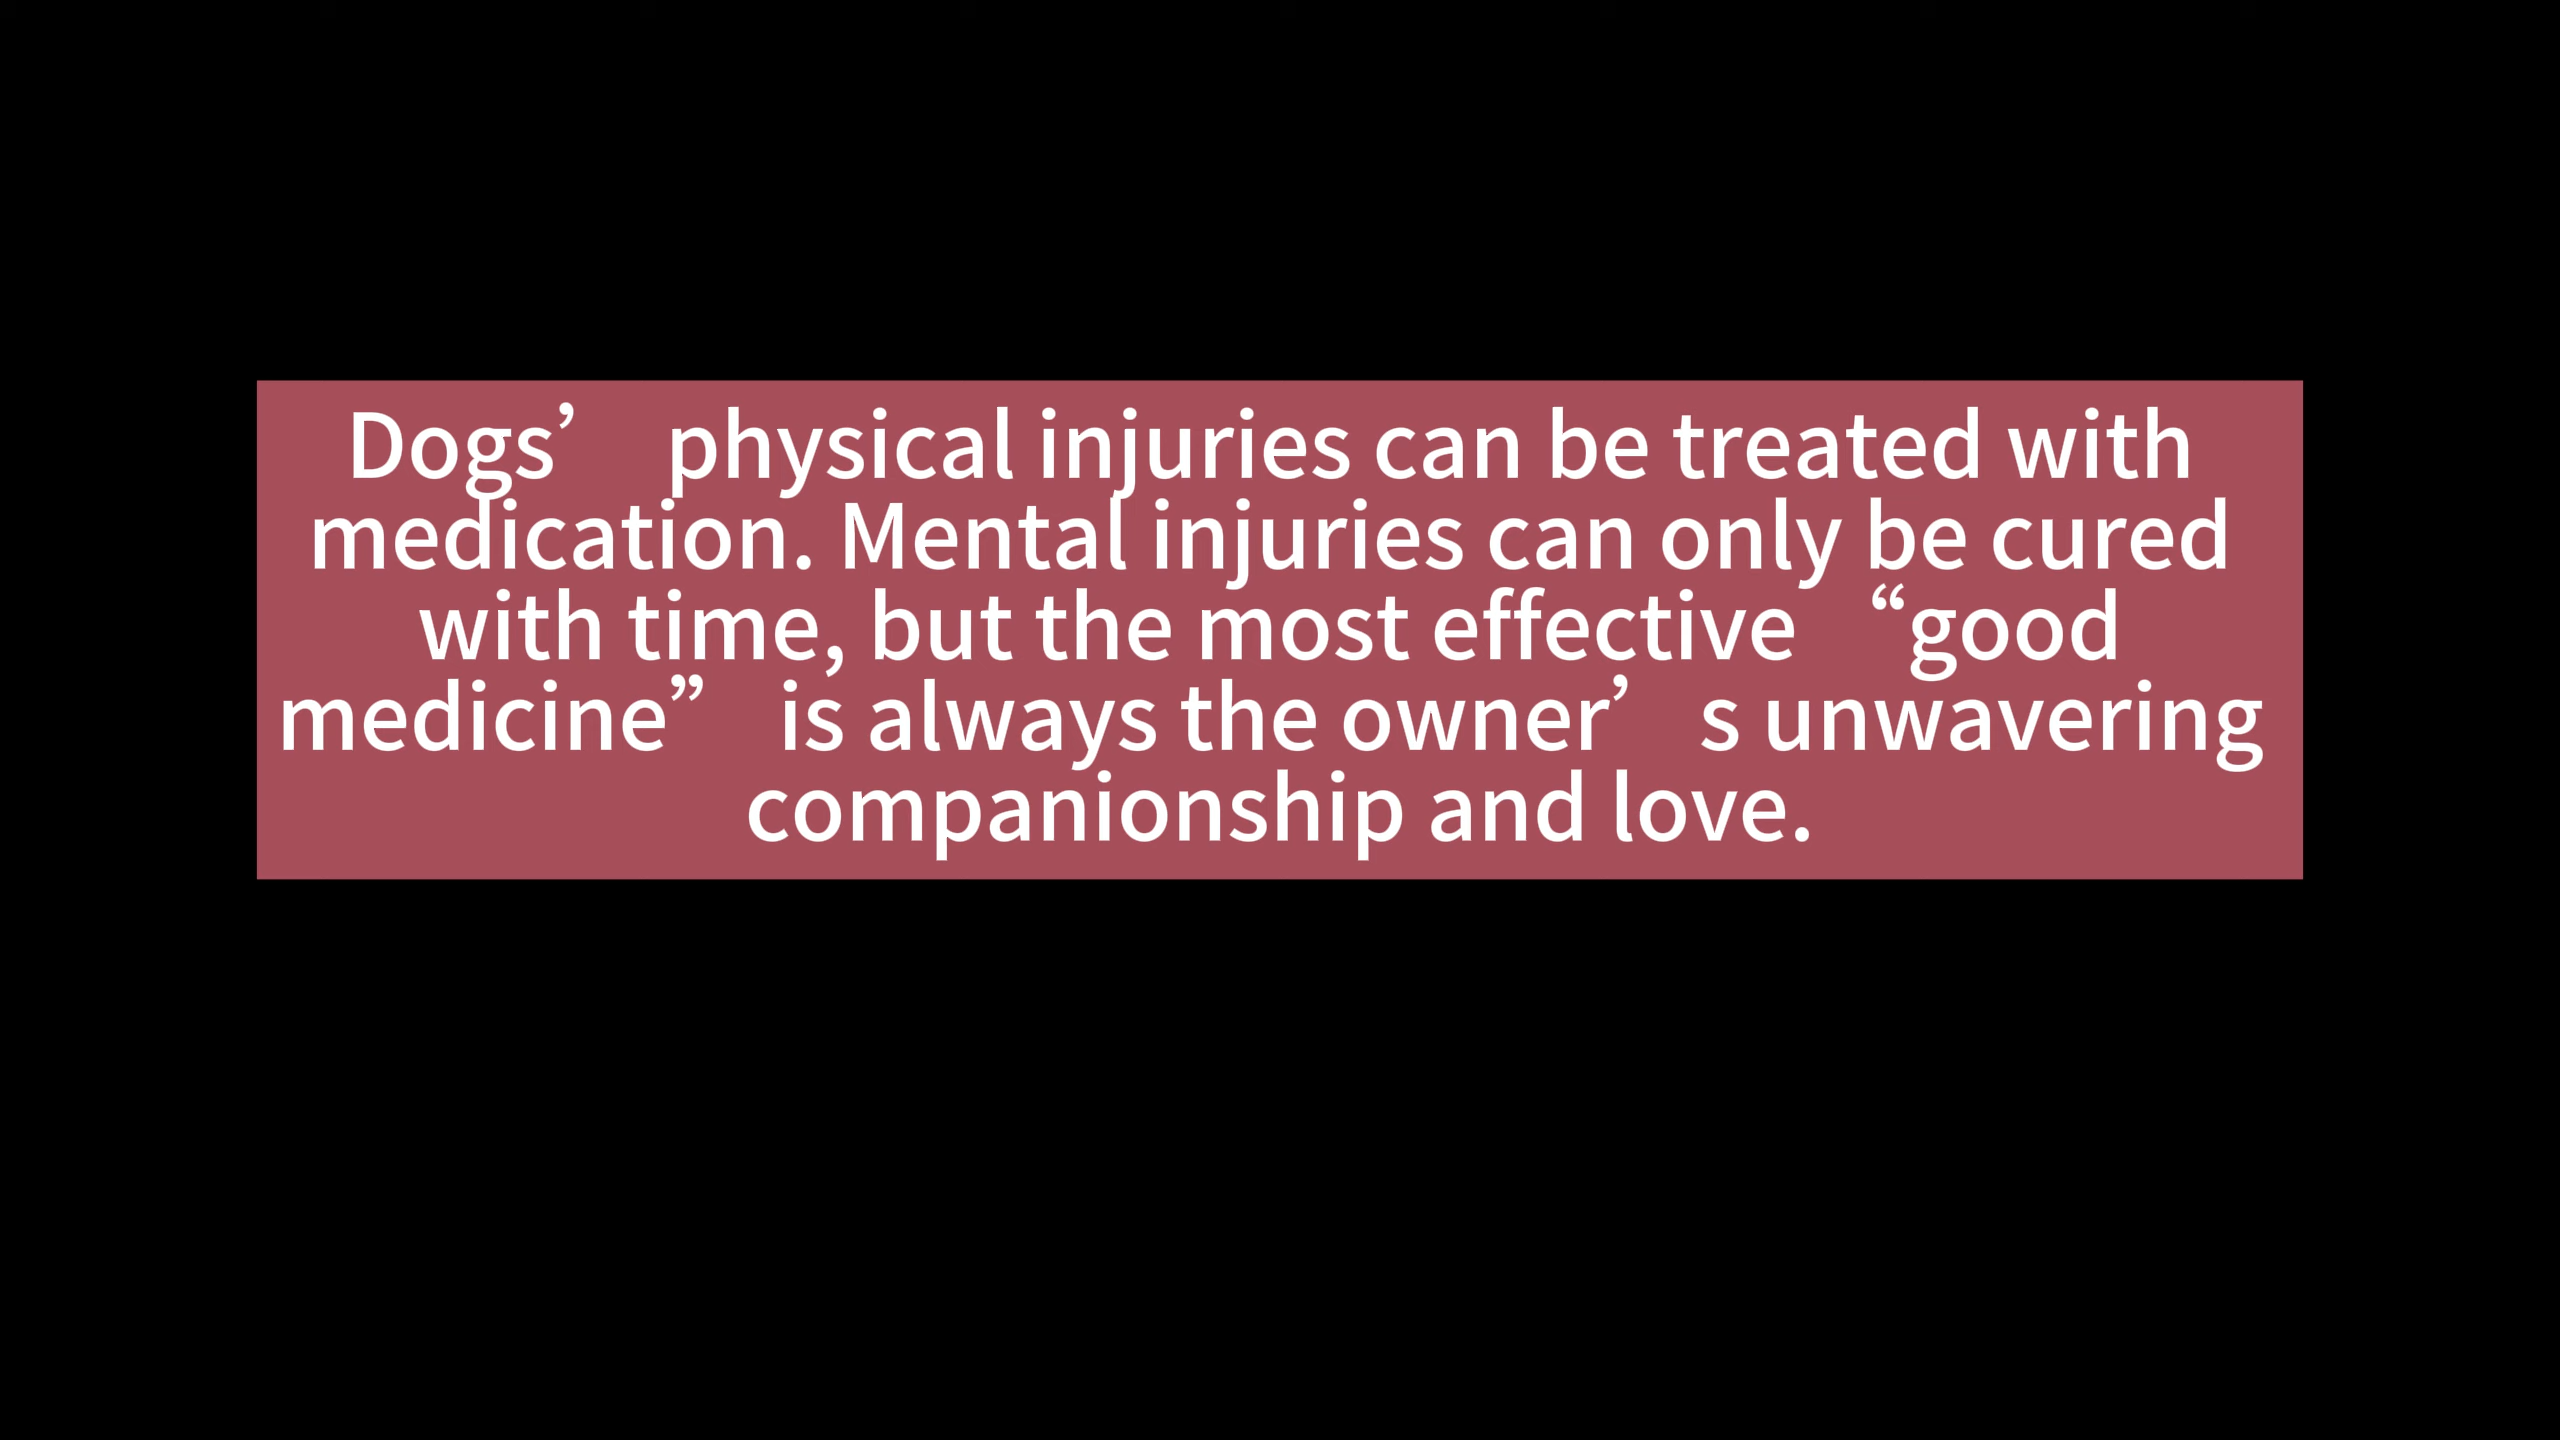 Dogs’ physical injuries can be treated with
medication. Mental injuries can only be cured
with time, but the most effective “good
medicine” is always the owner’s unwavering
companionship and love.